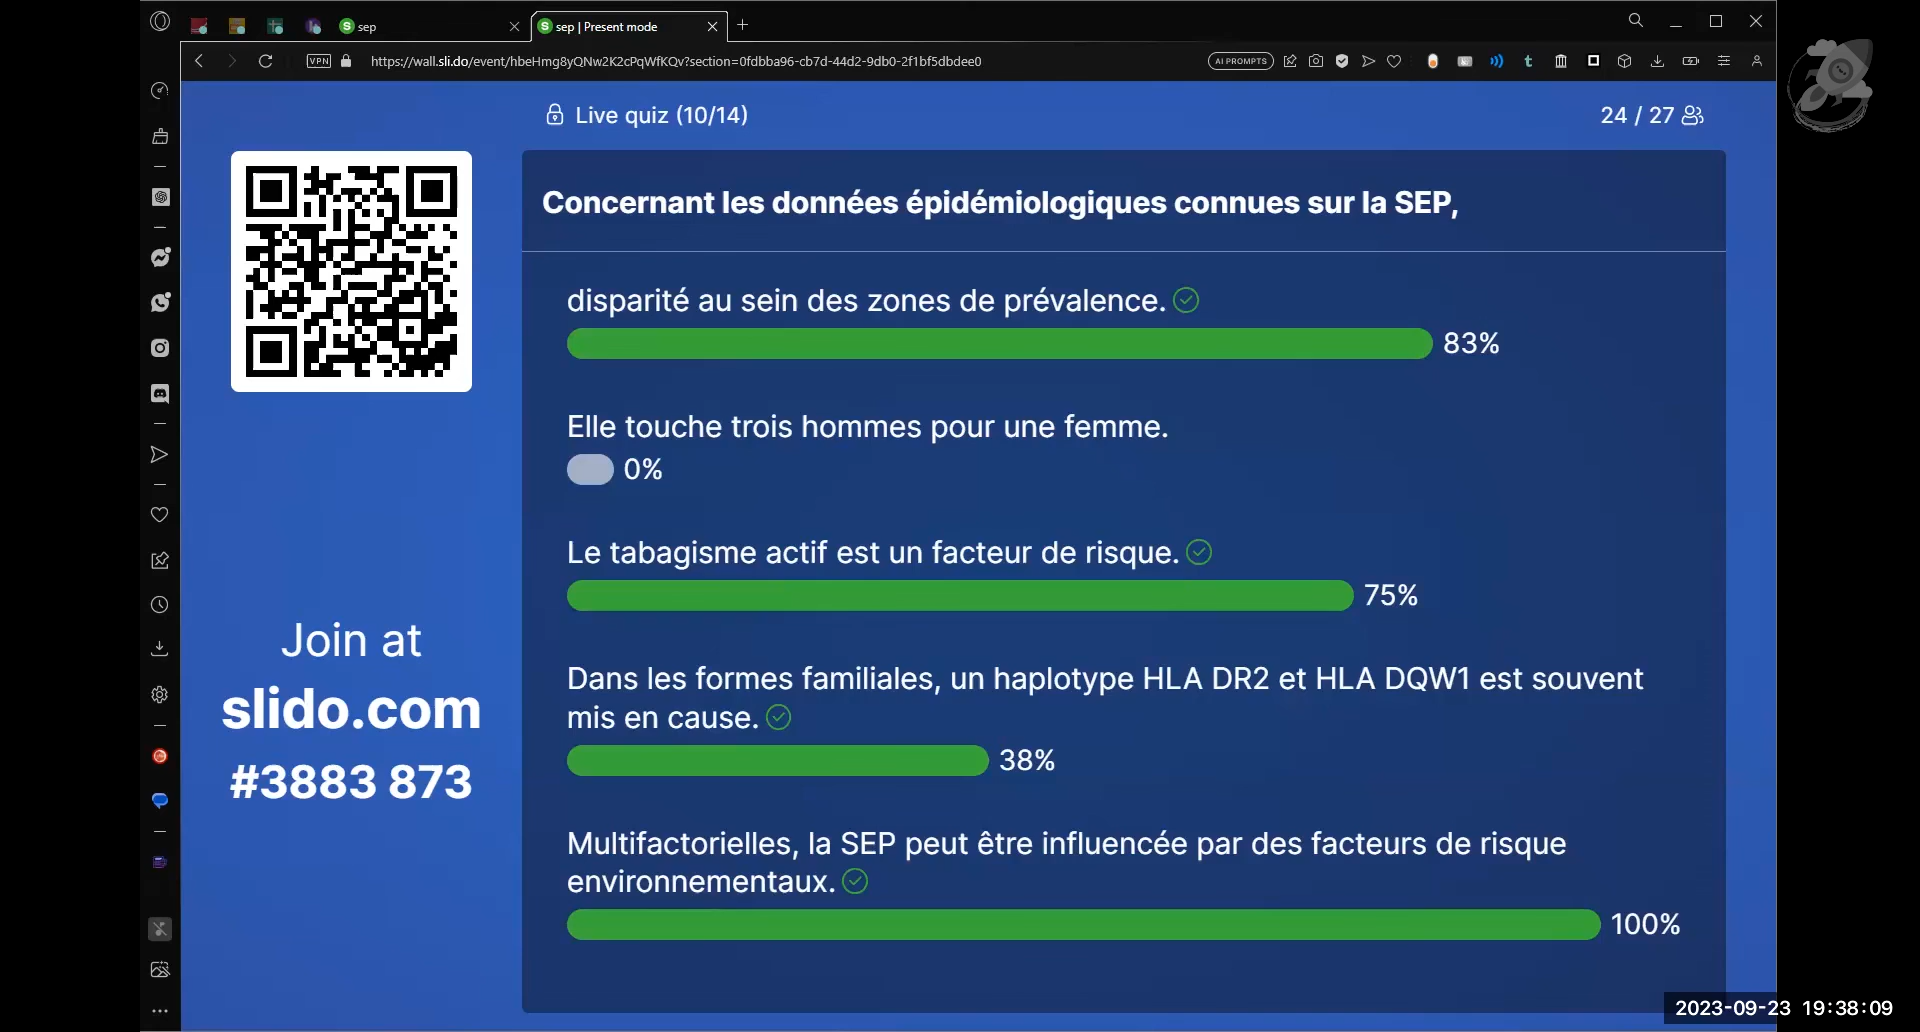 sep
sep | Present mode
VPN
https://wall.sli.do/event/hbeHmg8yQNw2K2cPqWfKQv?section=0fdbba96-cb7d-44d2-9db0-2f1bf5dbdee0
AI PROMPTS
Live quiz (10/14)
24 / 27
Concernant les données épidémiologiques connues sur la SEP,
disparité au sein des zones de prévalence.
83%
Elle touche trois hommes pour une femme.
0%
Le tabagisme actif est un facteur de risque.
75%
Dans les formes familiales, un haplotype HLA DR2 et HLA DQW1 est souvent
mis en cause.
38%
Multifactorielles, la SEP peut être influencée par des facteurs de risque
environnementaux.
100%
Join at
slido.com
#3883 873
2023-09-23 19:38:09